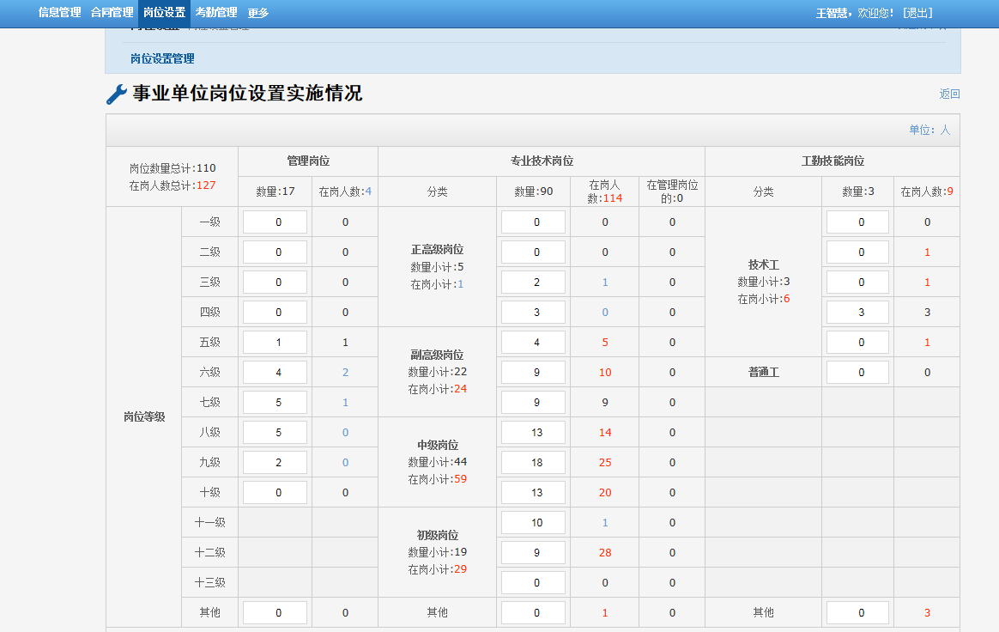 信息管理 合同管理 岗位设置 考勤管理 更多 王智慧，欢迎您！ [退出]
岗位设置管理
事业单位岗位设置实施情况 返回
单位：人
岗位数量总计:110
在岗人数总计:127
管理岗位 专业技术岗位 工勤技能岗位
数量:17 在岗人数:4 分类 数量:90 在岗人数:114 在管理岗位的:0 分类 数量:3 在岗人数:9
岗位等级
一级 0 0 0 0 0 0 0
二级 0 0 0 0 0 0 1
正高级岗位
数量小计:5
在岗小计:1
技术工
数量小计:3
在岗小计:6
三级 0 0 2 1 0 0 1
四级 0 0 3 0 0 3 3
五级 1 1 4 5 0 0 1
副高级岗位
数量小计:22
在岗小计:24
六级 4 2 9 10 0 普通工 0 0
七级 5 1 9 9 0
八级 5 0 13 14 0
中级岗位
数量小计:44
在岗小计:59
九级 2 0 18 25 0
十级 0 0 13 20 0
十一级 10 1 0
初级岗位
数量小计:19
在岗小计:29
十二级 9 28 0
十三级 0 0 0
其他 0 0 其他 0 1 0 其他 0 3